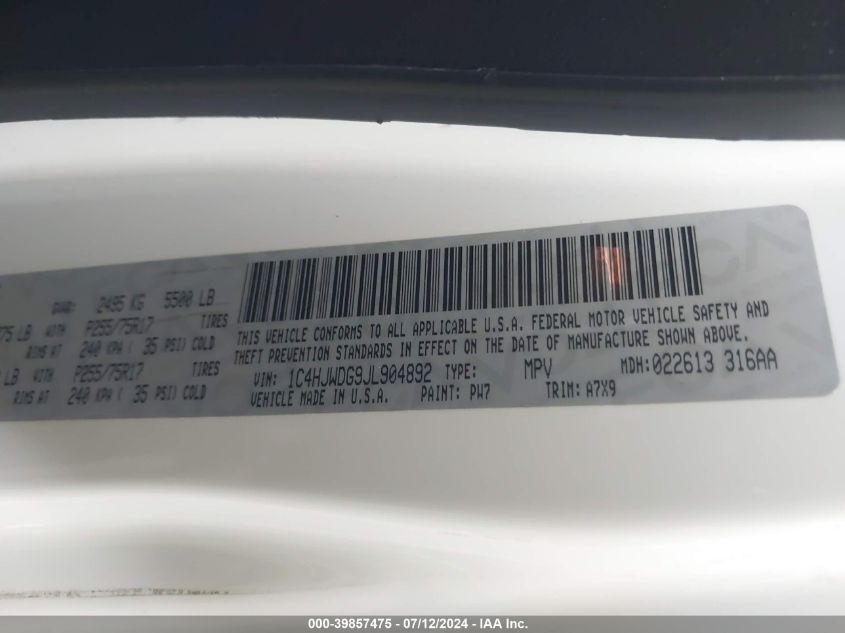 GVWR: 2495 KG 5500 LB
75 LB WITH P255/75R17 TIRES
RIMS AT 240 KPA ( 35 PSI) COLD
LB WITH P255/75R17 TIRES
RIMS AT 240 KPA ( 35 PSI) COLD
THIS VEHICLE CONFORMS TO ALL APPLICABLE U.S.A. FEDERAL MOTOR VEHICLE SAFETY AND
THEFT PREVENTION STANDARDS IN EFFECT ON THE DATE OF MANUFACTURE SHOWN ABOVE.
VIN: 1C4HJWDG9JL904892 TYPE: MPV MDH:022613 316AA
VEHICLE MADE IN U.S.A. PAINT: PW7 TRIM: A7X9
000-39857475 - 07/12/2024 - IAA Inc.